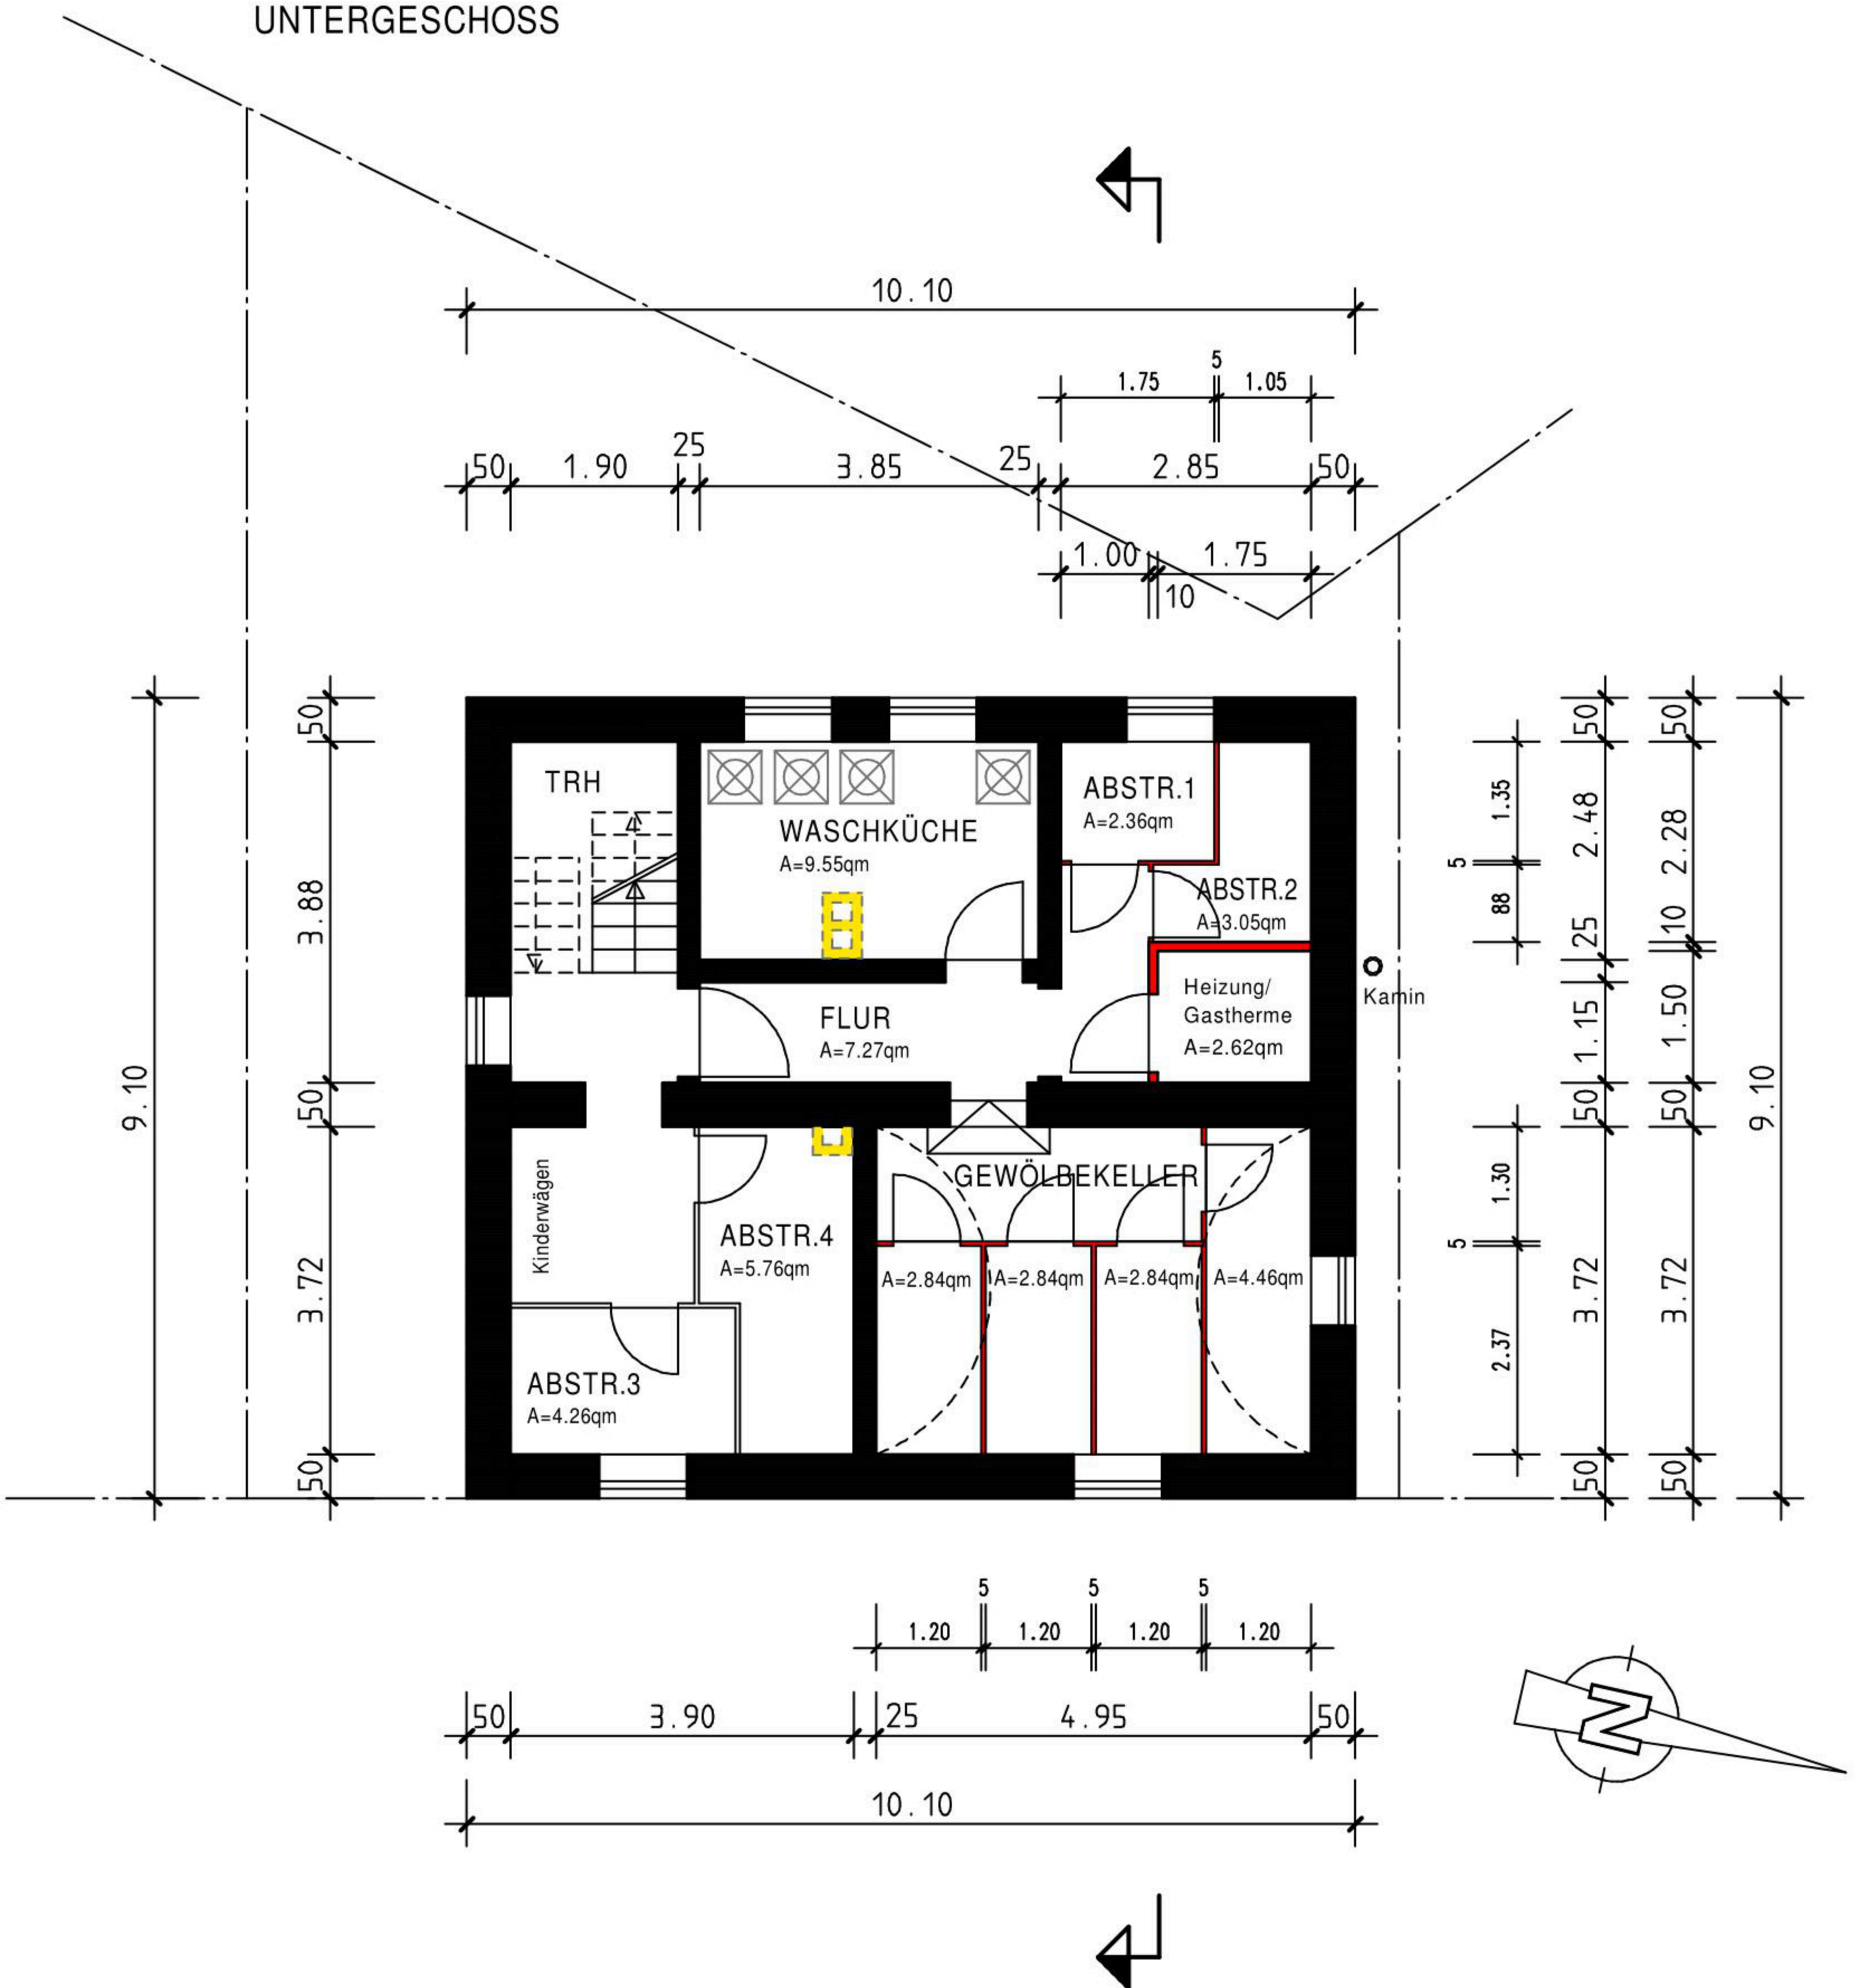 UNTERGESCHOSS
10.10
5
1.75
1.05
25
50
1.90
3.85
25
2.85
50
1.00
1.75
10
50
50
50
TRH
ABSTR.1
A=2.36qm
WASCHKÜCHE
A=9.55qm
1.35
2.48
2.28
5
3.88
ABSTR.2
A=3.05qm
88
25
10
Heizung/
Gastherme
A=2.62qm
Kamin
FLUR
A=7.27qm
1.15
1.50
9.10
50
50
50
9.10
Kinderwägen
GEWÖLBEKELLER
1.30
ABSTR.4
A=5.76qm
A=2.84qm
A=2.84qm
A=2.84qm
A=4.46qm
5
3.72
3.72
3.72
2.37
ABSTR.3
A=4.26qm
50
50
50
5
5
5
1.20
1.20
1.20
1.20
50
3.90
25
4.95
50
N
10.10